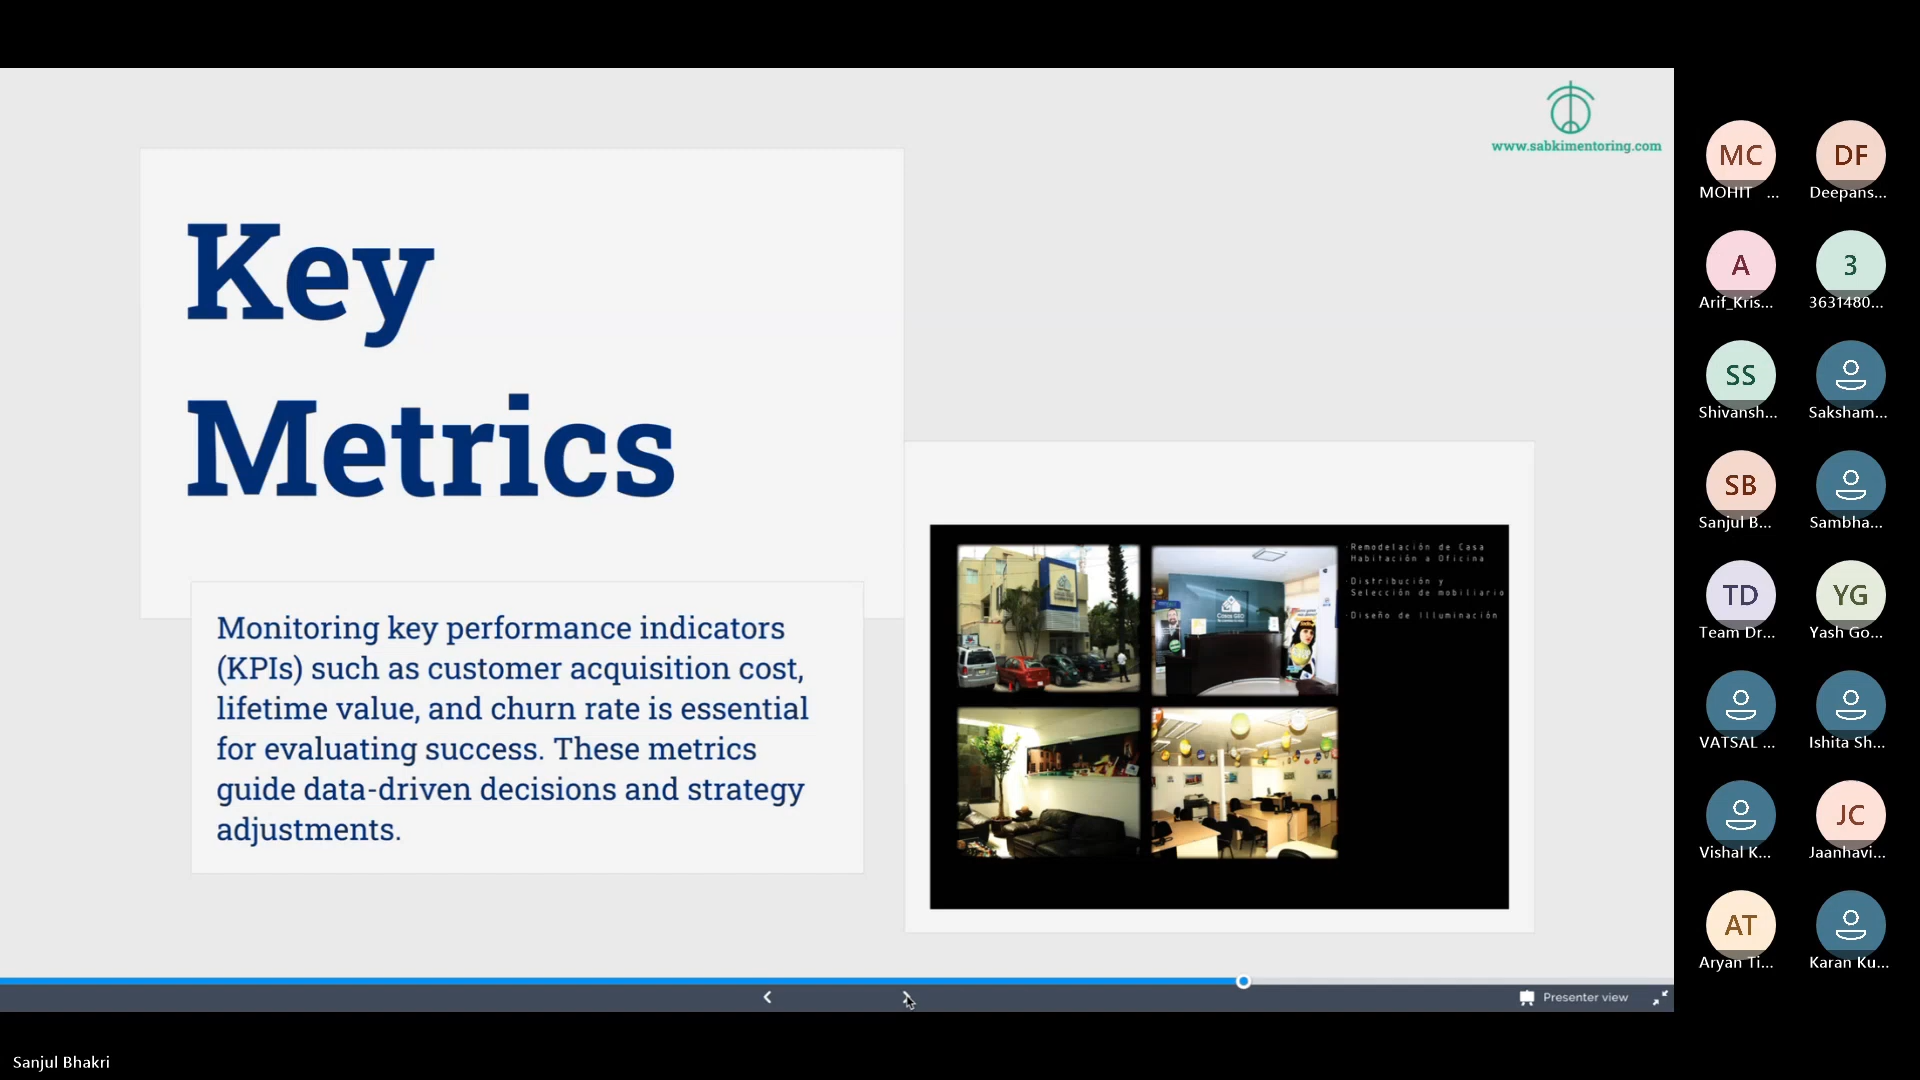 www.sabkimentoring.com
Key
Metrics
Monitoring key performance indicators
(KPIs) such as customer acquisition cost,
lifetime value, and churn rate is essential
for evaluating success. These metrics
guide data-driven decisions and strategy
adjustments.
Remodelación de Casa
Habitación a Oficina
Distribución y
Selección de mobiliario
Diseño de Illuminación
Casas GEO
MC
MOHIT ...
DF
Deepans...
A
Arif_Kris...
3
3631480...
SS
Shivansh...
Saksham...
SB
Sanjul B...
Sambha...
TD
Team Dr...
YG
Yash Go...
VATSAL ...
Ishita Sh...
Vishal K...
JC
Jaanhavi...
AT
Aryan Ti...
Karan Ku...
Presenter view
Sanjul Bhakri